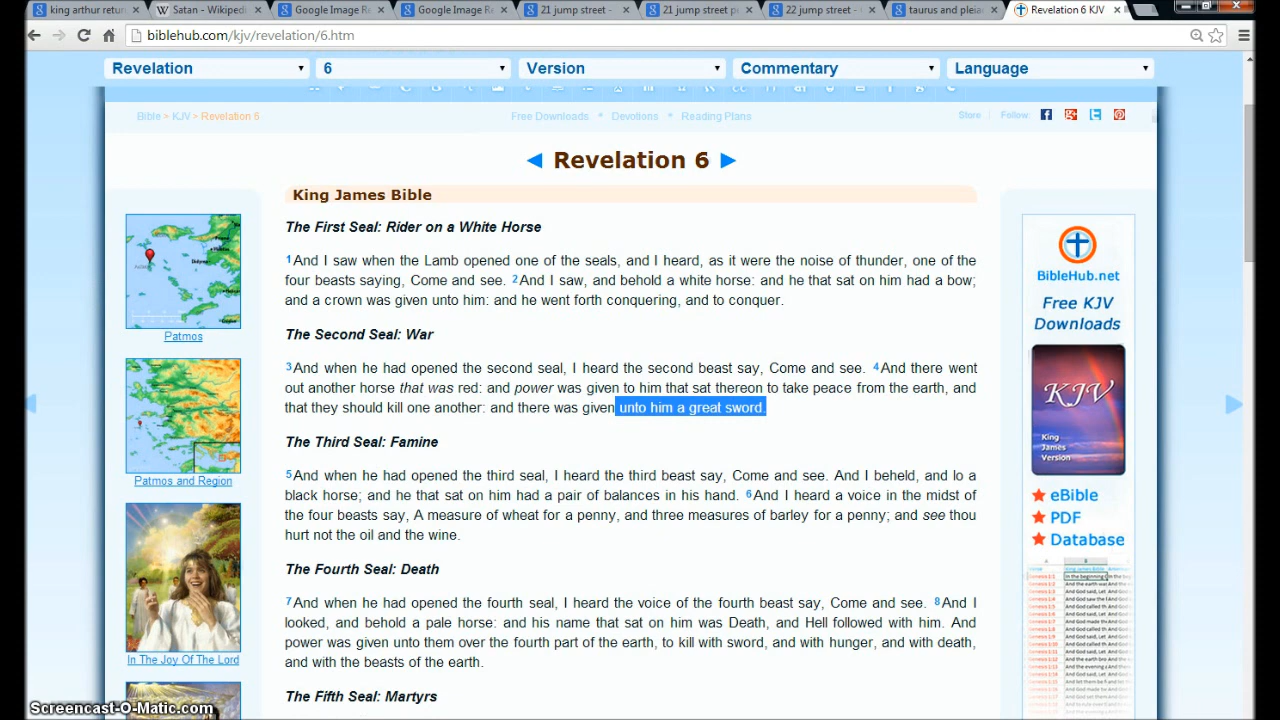 king arthur retur
Satan - Wikiped
Google Image Re
Google Image Re
21 jump street -
21 jump street p
22 jump street -
taurus and pleia
Revelation 6 KJV
biblehub.com/kjv/revelation/6.htm
Revelation
6
Version
Commentary
Language
Bible > KJV > Revelation 6
Free Downloads • Devotions • Reading Plans
Store | Follow:
◄ Revelation 6 ►
King James Bible
The First Seal: Rider on a White Horse
1And I saw when the Lamb opened one of the seals, and I heard, as it were the noise of thunder, one of the
four beasts saying, Come and see. 2And I saw, and behold a white horse: and he that sat on him had a bow;
and a crown was given unto him: and he went forth conquering, and to conquer.
The Second Seal: War
3And when he had opened the second seal, I heard the second beast say, Come and see. 4And there went
out another horse that was red: and power was given to him that sat thereon to take peace from the earth, and
that they should kill one another: and there was given unto him a great sword.
The Third Seal: Famine
5And when he had opened the third seal, I heard the third beast say, Come and see. And I beheld, and lo a
black horse; and he that sat on him had a pair of balances in his hand. 6And I heard a voice in the midst of
the four beasts say, A measure of wheat for a penny, and three measures of barley for a penny; and see thou
hurt not the oil and the wine.
The Fourth Seal: Death
7And when he had opened the fourth seal, I heard the voice of the fourth beast say, Come and see. 8And I
looked, and behold a pale horse: and his name that sat on him was Death, and Hell followed with him. And
power was given unto them over the fourth part of the earth, to kill with sword, and with hunger, and with death,
and with the beasts of the earth.
The Fifth Seal: Martyrs
Patmos
Patmos and Region
In The Joy Of The Lord
BibleHub.net
Free KJV
Downloads
KJV
King
James
Version
eBible
PDF
Database
Screencast-O-Matic.com